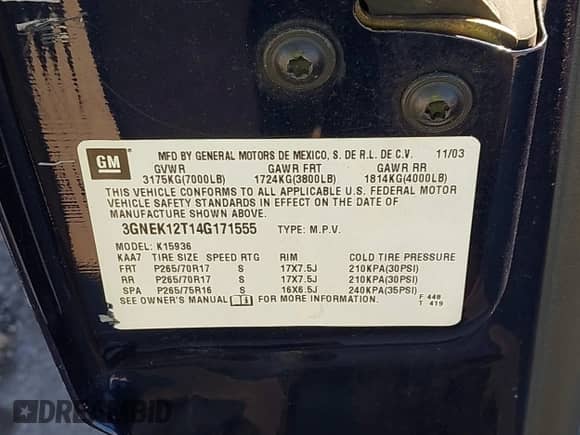 GM
MFD BY GENERAL MOTORS DE MEXICO, S. DE R.L. DE C.V. 11/03
GVWR GAWR FRT GAWR RR
3175KG(7000LB) 1724KG(3800LB) 1814KG(4000LB)
THIS VEHICLE CONFORMS TO ALL APPLICABLE U.S. FEDERAL MOTOR
VEHICLE SAFETY STANDARDS IN EFFECT ON THE DATE OF
MANUFACTURE SHOWN ABOVE.
3GNEK12T14G171555 TYPE: M.P.V.
MODEL: K15936
KAA7 TIRE SIZE SPEED RTG RIM COLD TIRE PRESSURE
FRT P265/70R17 S 17X7.5J 210KPA(30PSI)
RR P265/70R17 S 17X7.5J 210KPA(30PSI)
SPA P265/75R16 S 16X6.5J 240KPA(35PSI)
SEE OWNER'S MANUAL FOR MORE INFORMATION F 448
T 419
DREAMBID